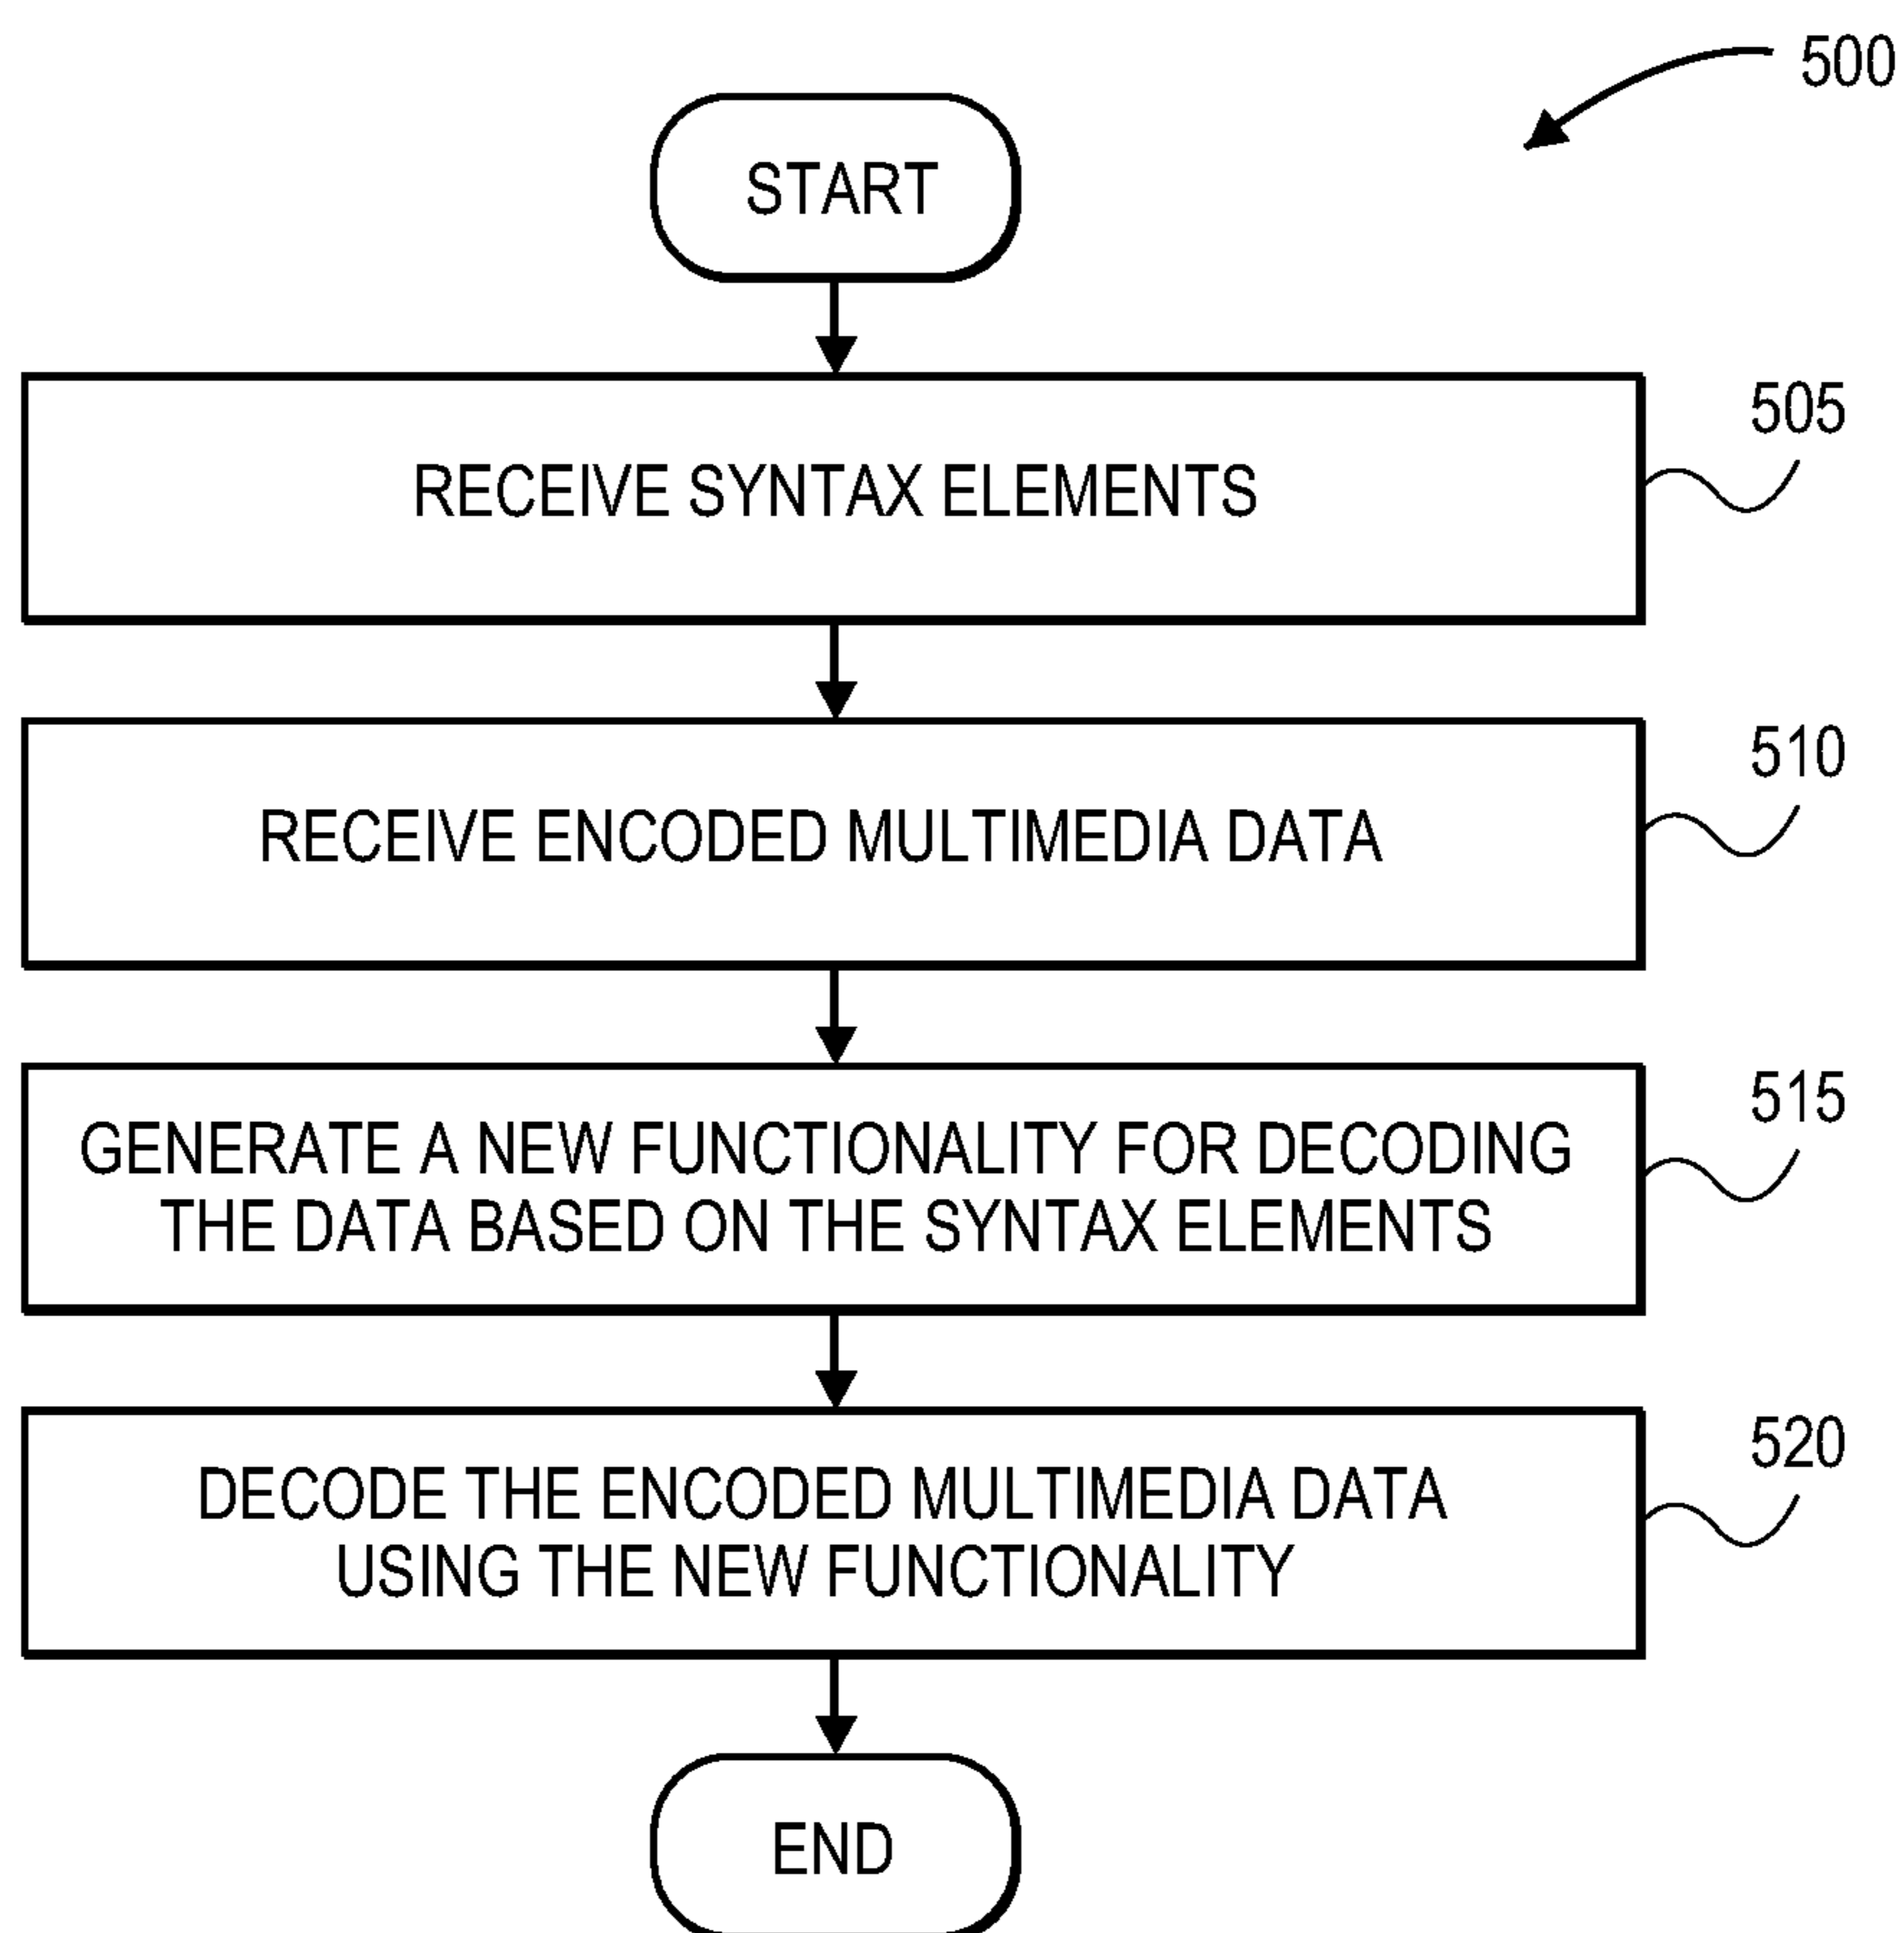 500
START
505
RECEIVE SYNTAX ELEMENTS
510
RECEIVE ENCODED MULTIMEDIA DATA
515
GENERATE A NEW FUNCTIONALITY FOR DECODING
THE DATA BASED ON THE SYNTAX ELEMENTS
520
DECODE THE ENCODED MULTIMEDIA DATA
USING THE NEW FUNCTIONALITY
END